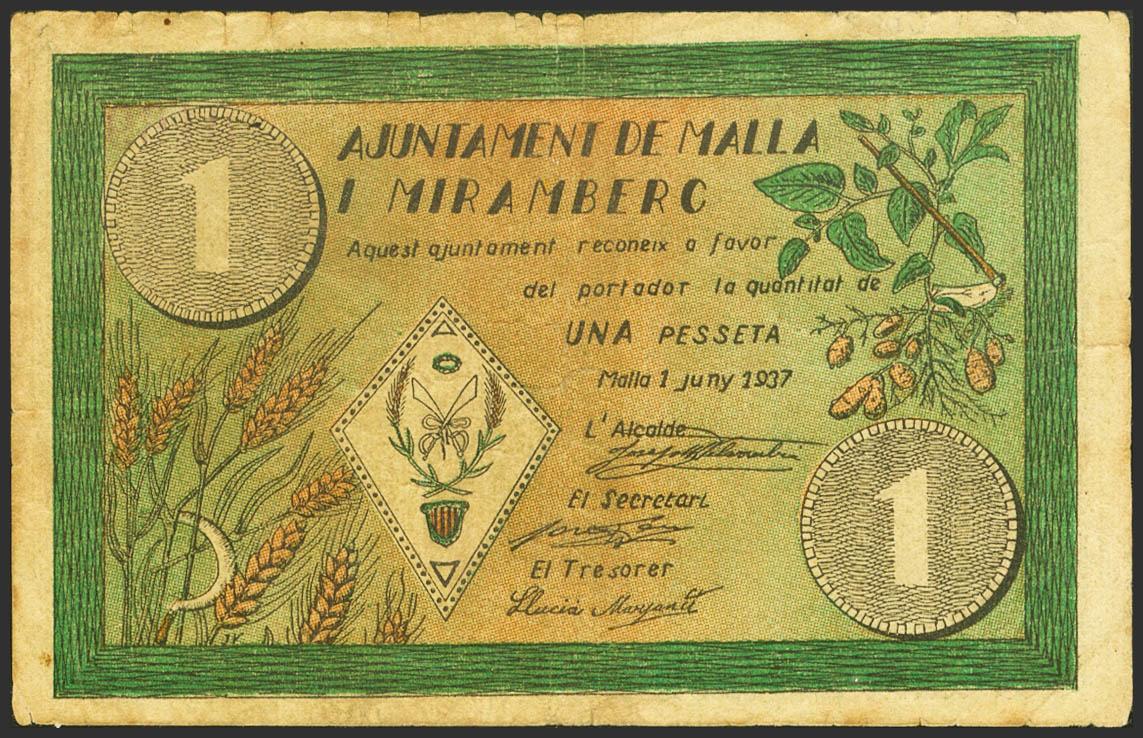 1
AJUNTAMENT DE MALLA
I MIRAMBERC
Aquest ajuntament reconeix a favor
del portador la quantitat de
UNA PESSETA
Malla 1 juny 1937
L'Alcalde
El Secretari
El Tresorer
Llucià
1